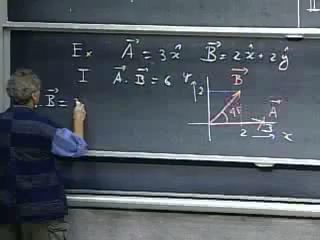 Ex A⃗ = 3x̂ B⃗ = 2x̂ + 2ŷ
I A⃗ · B⃗ = 6
B⃗ =
y
2
B⃗
45
A⃗
2
3
x